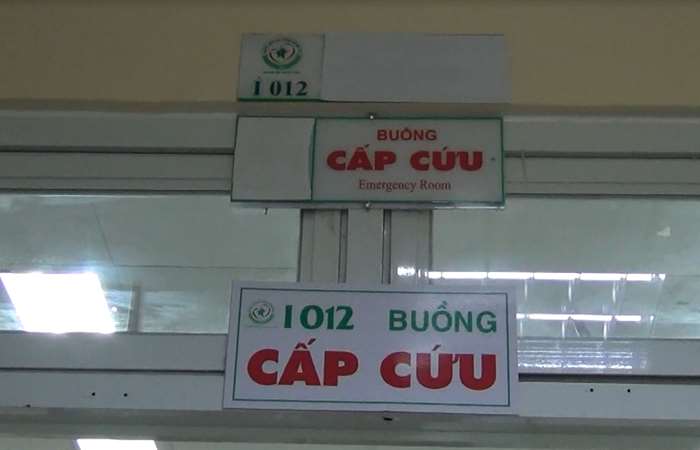 I 012
BUỒNG
CẤP CỨU
Emergency Room
I 012 BUỒNG
CẤP CỨU